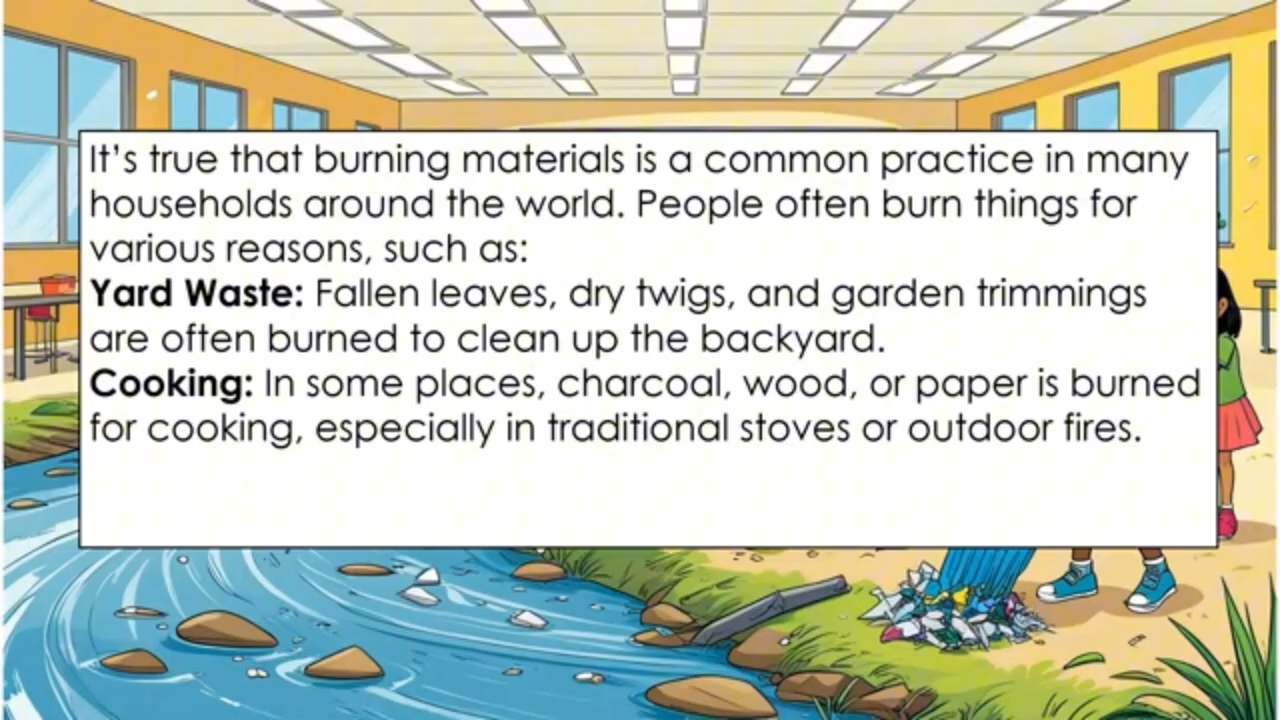 It’s true that burning materials is a common practice in many
households around the world. People often burn things for
various reasons, such as:
Yard Waste: Fallen leaves, dry twigs, and garden trimmings
are often burned to clean up the backyard.
Cooking: In some places, charcoal, wood, or paper is burned
for cooking, especially in traditional stoves or outdoor fires.